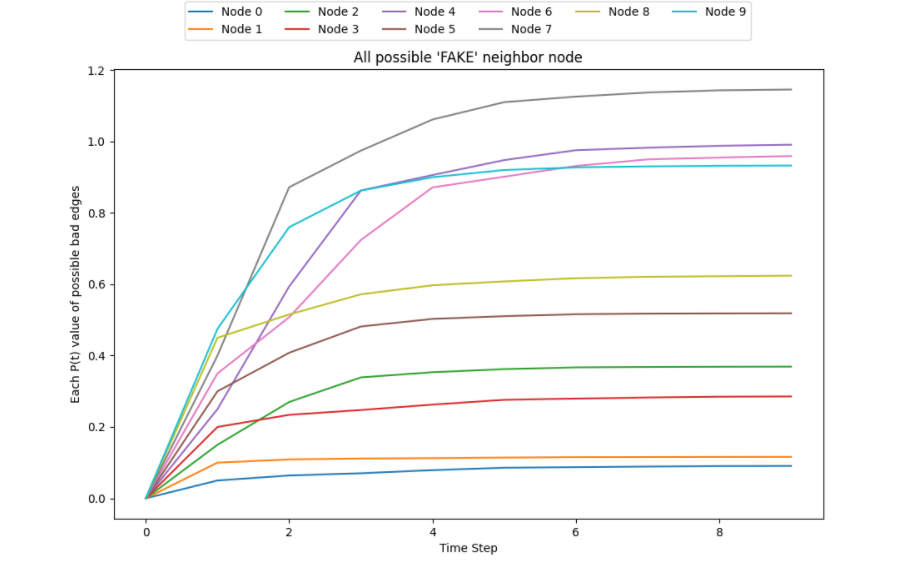 Node 0 Node 2 Node 4 Node 6 Node 8 Node 9
Node 1 Node 3 Node 5 Node 7
All possible 'FAKE' neighbor node
1.2
1.0
0.8
0.6
0.4
0.2
0.0
Each P(t) value of possible bad edges
0 2 4 6 8
Time Step